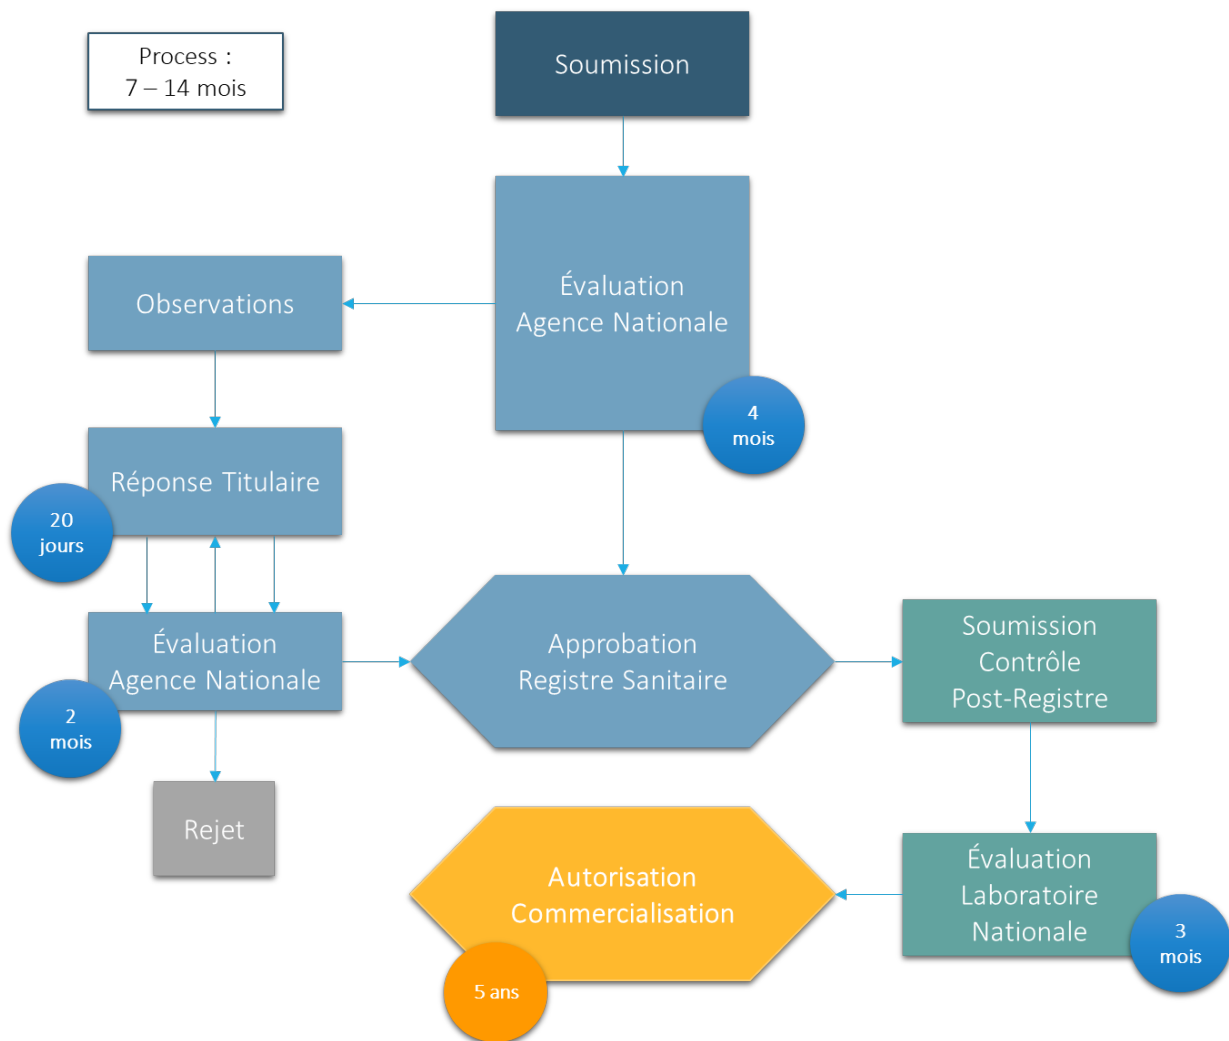 Process :
7 – 14 mois
Soumission
Évaluation
Agence Nationale
4
mois
Observations
Réponse Titulaire
20
jours
Évaluation
Agence Nationale
2
mois
Rejet
Approbation
Registre Sanitaire
Soumission
Contrôle
Post-Registre
Évaluation
Laboratoire
Nationale
3
mois
Autorisation
Commercialisation
5 ans